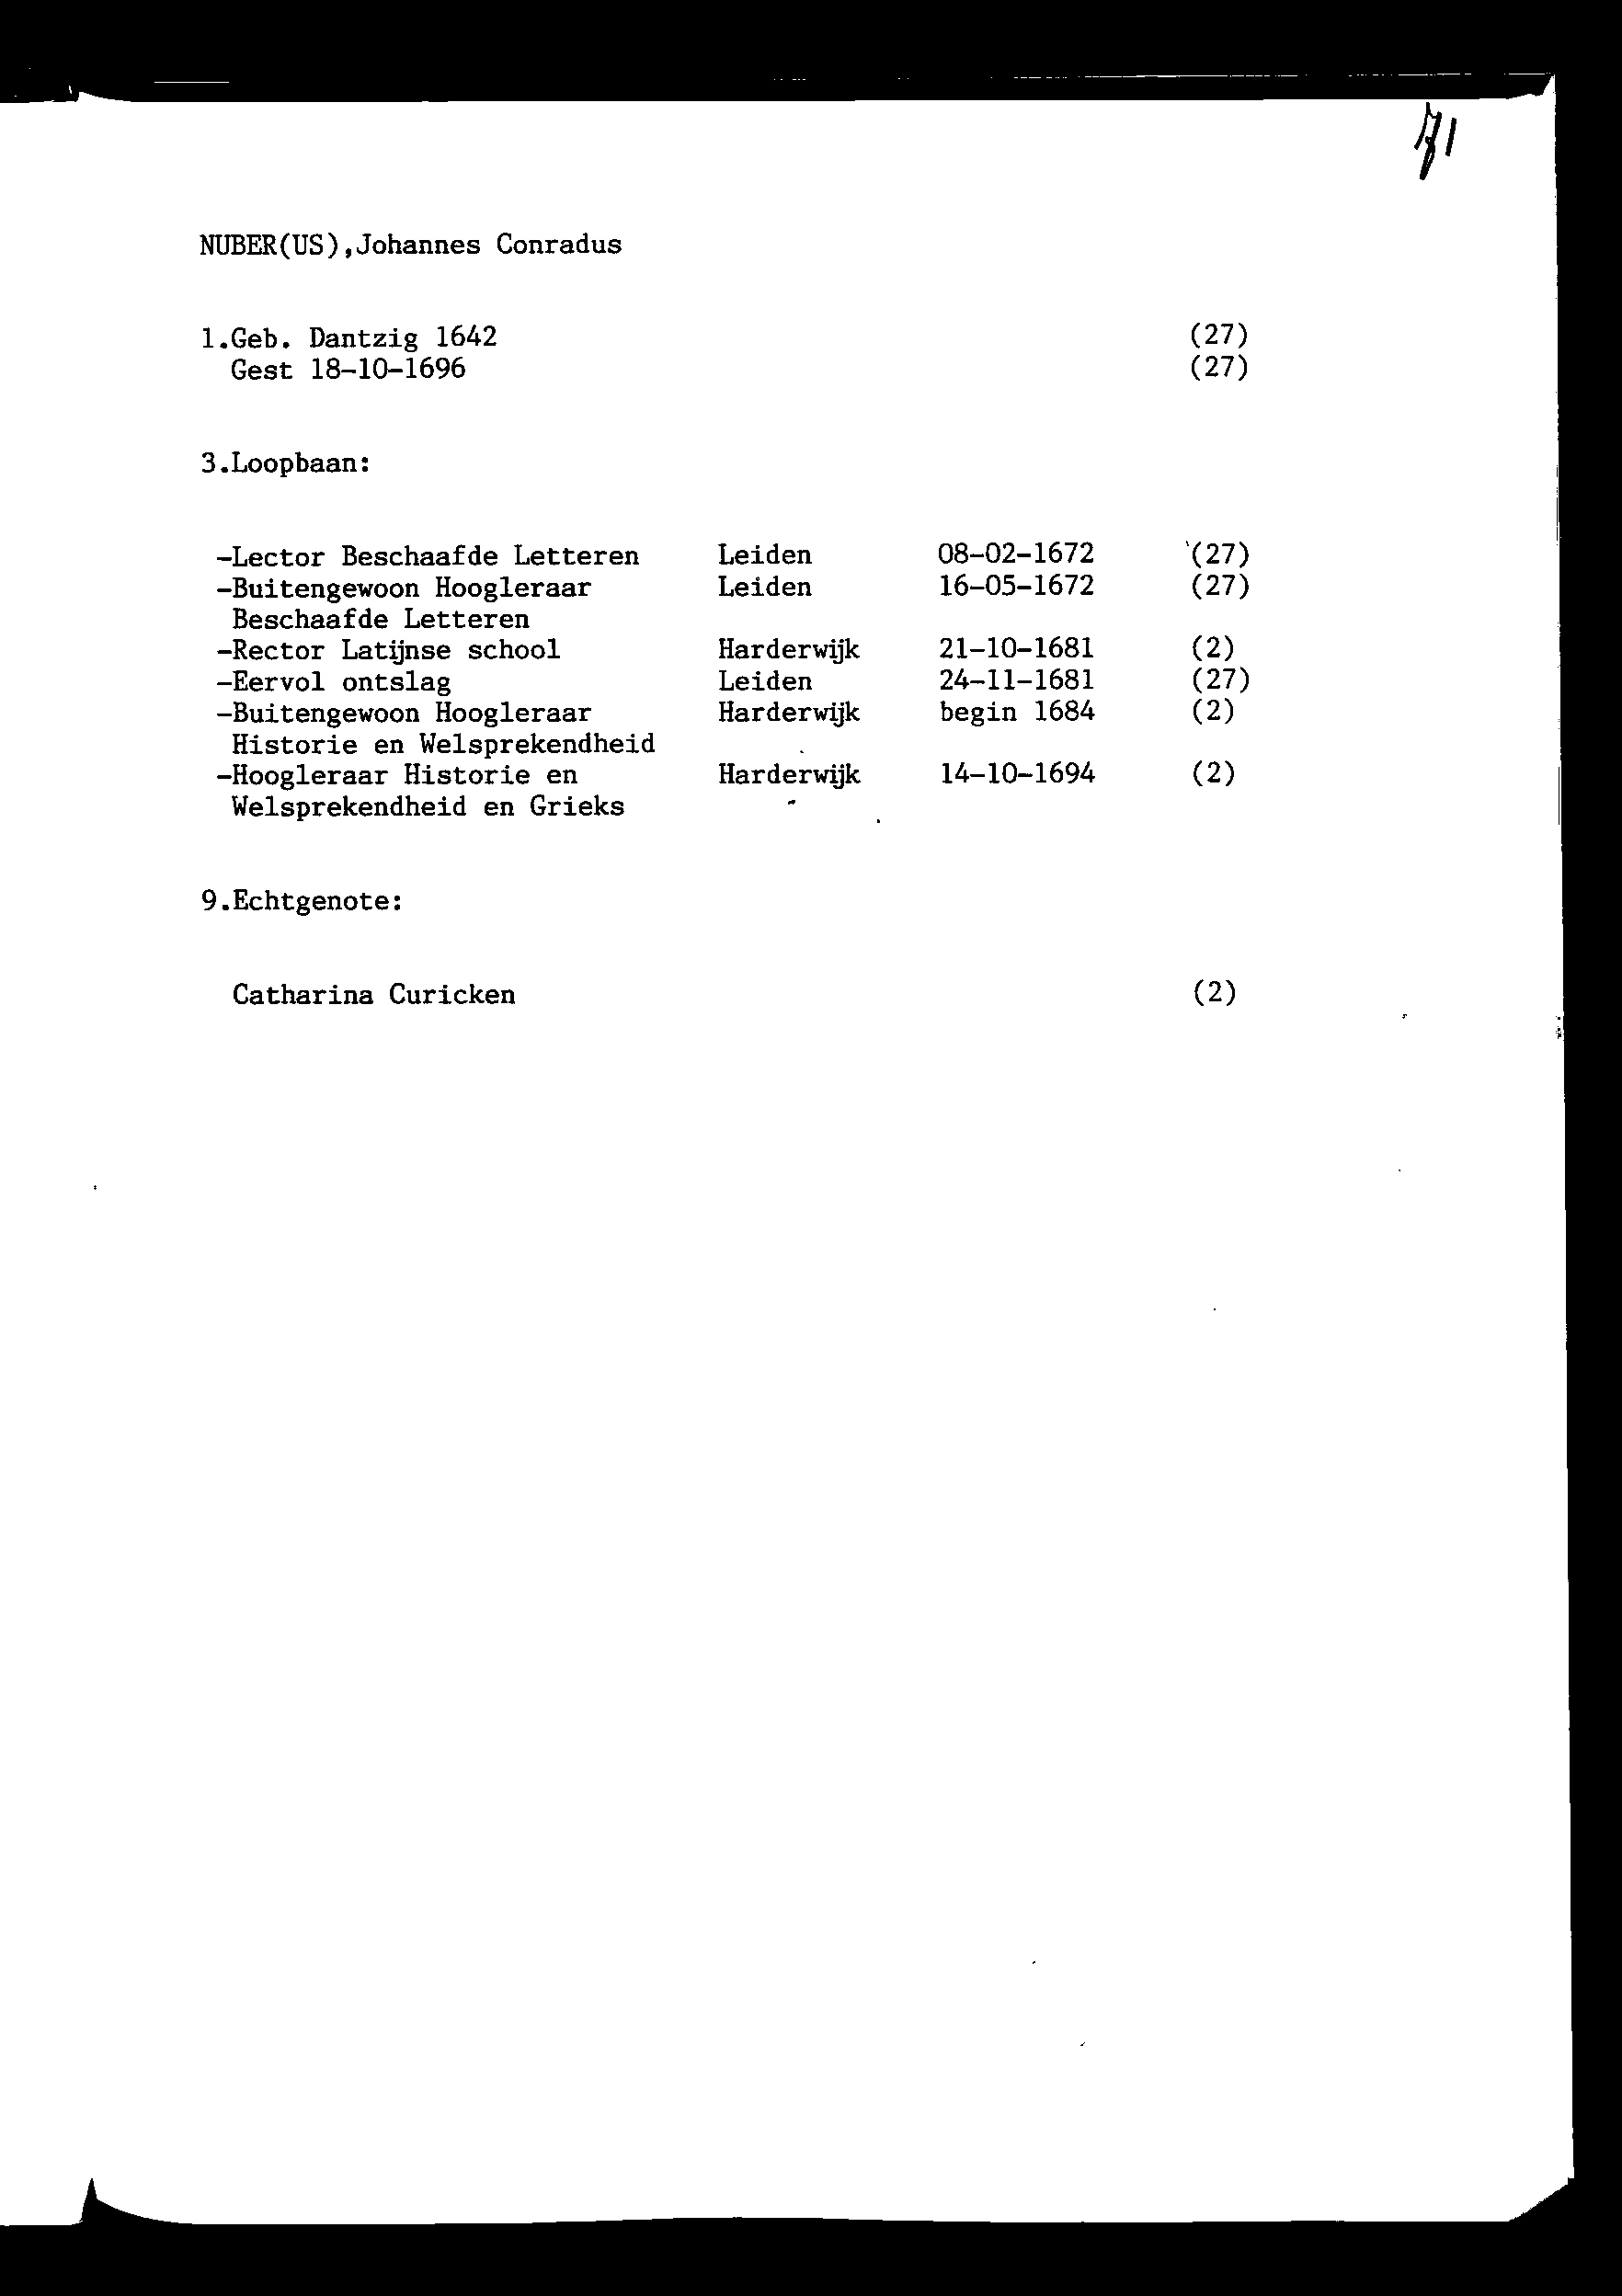 71
NUBER(US),Johannes Conradus
1.Geb. Dantzig 1642 (27)
Gest 18-10-1696 (27)
3.Loopbaan:
-Lector Beschaafde Letteren Leiden 08-02-1672 (27)
-Buitengewoon Hoogleraar Leiden 16-05-1672 (27)
Beschaafde Letteren
-Rector Latijnse school Harderwijk 21-10-1681 (2)
-Eervol ontslag Leiden 24-11-1681 (27)
-Buitengewoon Hoogleraar Harderwijk begin 1684 (2)
Historie en Welsprekendheid
-Hoogleraar Historie en Harderwijk 14-10-1694 (2)
Welsprekendheid en Grieks
9.Echtgenote:
Catharina Curicken (2)